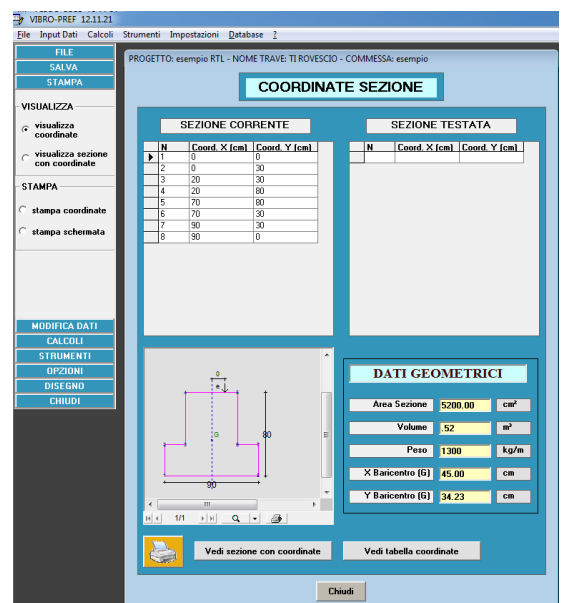 VIBRO-PREF 12.11.21
File Input Dati Calcoli Strumenti Impostazioni Database ?
FILE
SALVA
STAMPA
VISUALIZZA
visualizza
coordinate
visualizza sezione
con coordinate
STAMPA
stampa coordinate
stampa schermata
MODIFICA DATI
CALCOLI
STRUMENTI
OPZIONI
DISEGNO
CHIUDI
PROGETTO: esempio RTL - NOME TRAVE: TI ROVESCIO - COMMESSA: esempio
COORDINATE SEZIONE
SEZIONE CORRENTE
N Coord. X (cm) Coord. Y (cm)
1 0 0
2 0 30
3 20 30
4 20 80
5 70 80
6 70 30
7 90 30
8 90 0
SEZIONE TESTATA
N Coord. X (cm) Coord. Y (cm)
0
e
G
80
90
1/1
DATI GEOMETRICI
Area Sezione 5200.00 cm²
Volume .52 m³
Peso 1300 kg/m
X Baricentro (G) 45.00 cm
Y Baricentro (G) 34.23 cm
Vedi sezione con coordinate
Vedi tabella coordinate
Chiudi